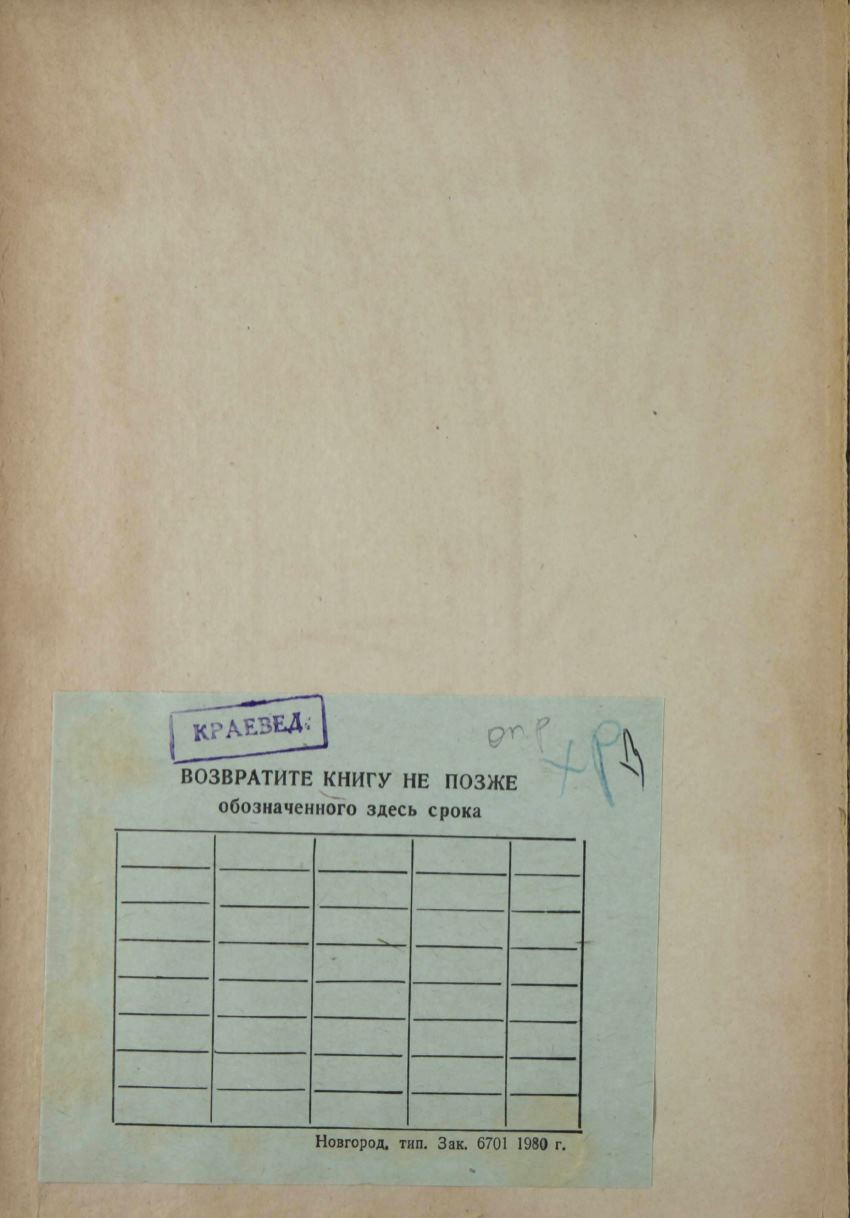 КРАЕВЕД.
ВОЗВРАТИТЕ КНИГУ НЕ ПОЗЖЕ
обозначенного здесь срока
Новгород, тип. Зак. 6701 1980 г.